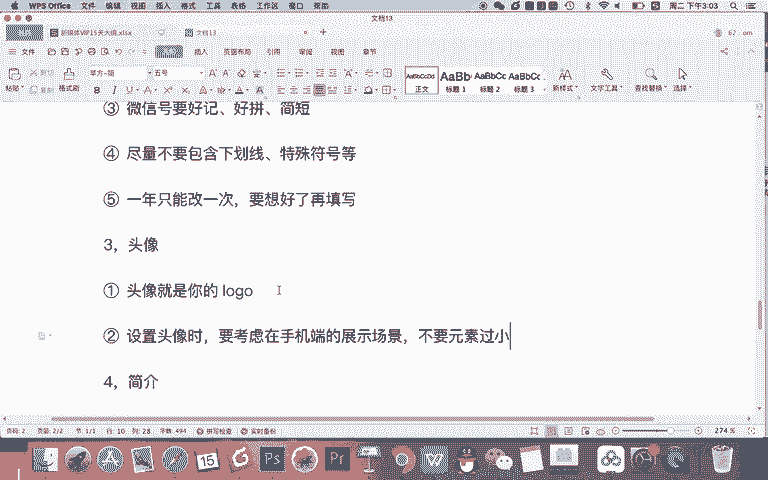 WPS Office 文件 编辑 视图 插入 格式 工具 表格 工作区 窗口 帮助 周二下午3:03
文档13
新媒体VIP15天大纲.xlsx 文档13
文件 插入 页面布局 引用 审阅 视图 章节
粘贴 剪切 复制 格式刷 五号 AaBbCcDd 正文 AaBb 标题 1 AaBbCc 标题 2 AaBbCc 标题 3 新样式 文字工具 查找替换 选择
③ 微信号要好记、好拼、简短
④ 尽量不要包含下划线、特殊符号等
⑤ 一年只能改一次，要想好了再填写
3，头像
① 头像就是你的 logo
② 设置头像时，要考虑在手机端的展示场景，不要元素过小
4，简介
页码: 2 页面: 2/2 节: 1/1 行: 10 列: 28 字数: 494 拼写检查 实时备份 274 %
15 Ps Pr